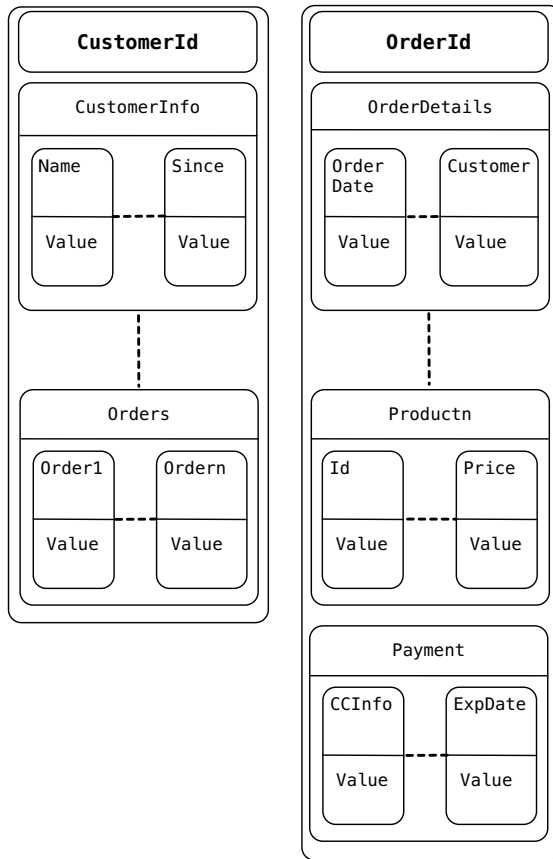 CustomerId
CustomerInfo
Name Since
Value Value
Orders
Order1 Ordern
Value Value
OrderId
OrderDetails
Order Customer
Date
Value Value
Productn
Id Price
Value Value
Payment
CCInfo ExpDate
Value Value